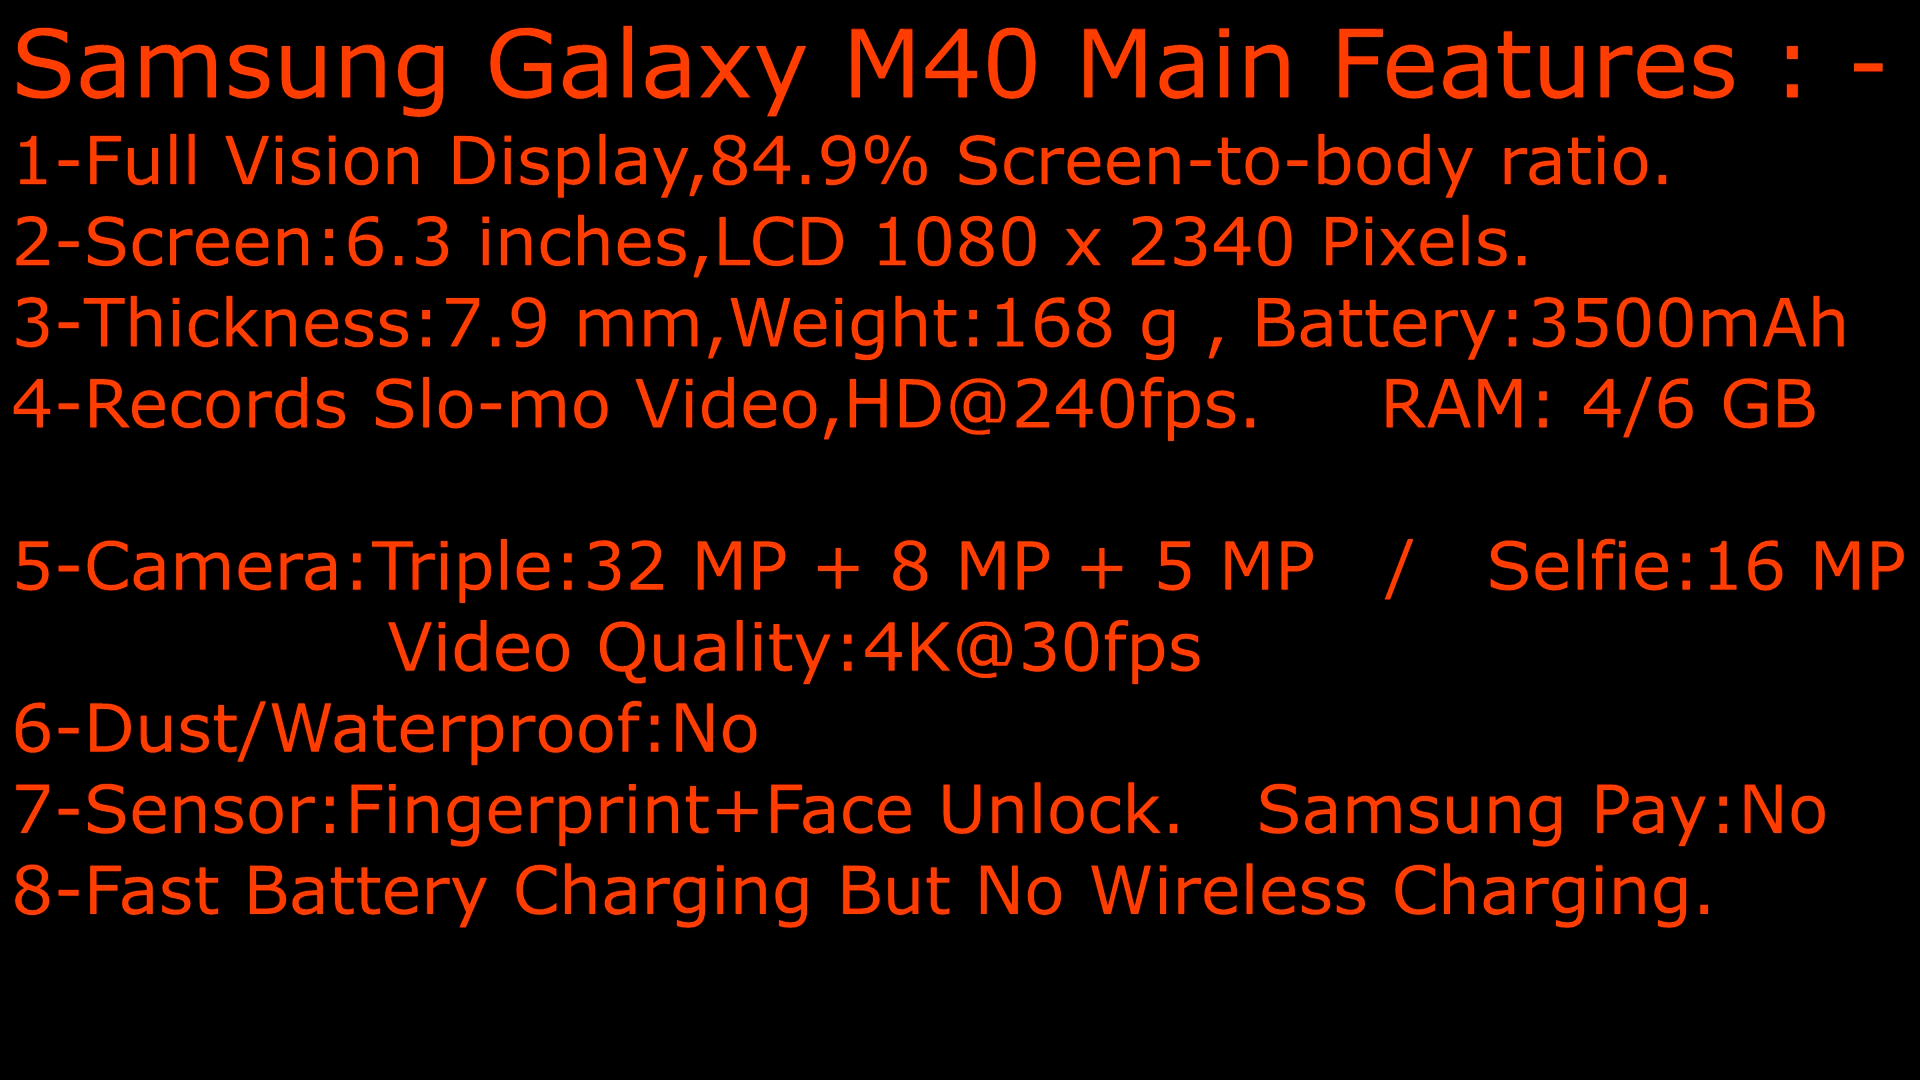 Samsung Galaxy M40 Main Features : -
1-Full Vision Display,84.9% Screen-to-body ratio.
2-Screen:6.3 inches,LCD 1080 x 2340 Pixels.
3-Thickness:7.9 mm,Weight:168 g , Battery:3500mAh
4-Records Slo-mo Video,HD@240fps. RAM: 4/6 GB
5-Camera:Triple:32 MP + 8 MP + 5 MP / Selfie:16 MP
Video Quality:4K@30fps
6-Dust/Waterproof:No
7-Sensor:Fingerprint+Face Unlock. Samsung Pay:No
8-Fast Battery Charging But No Wireless Charging.